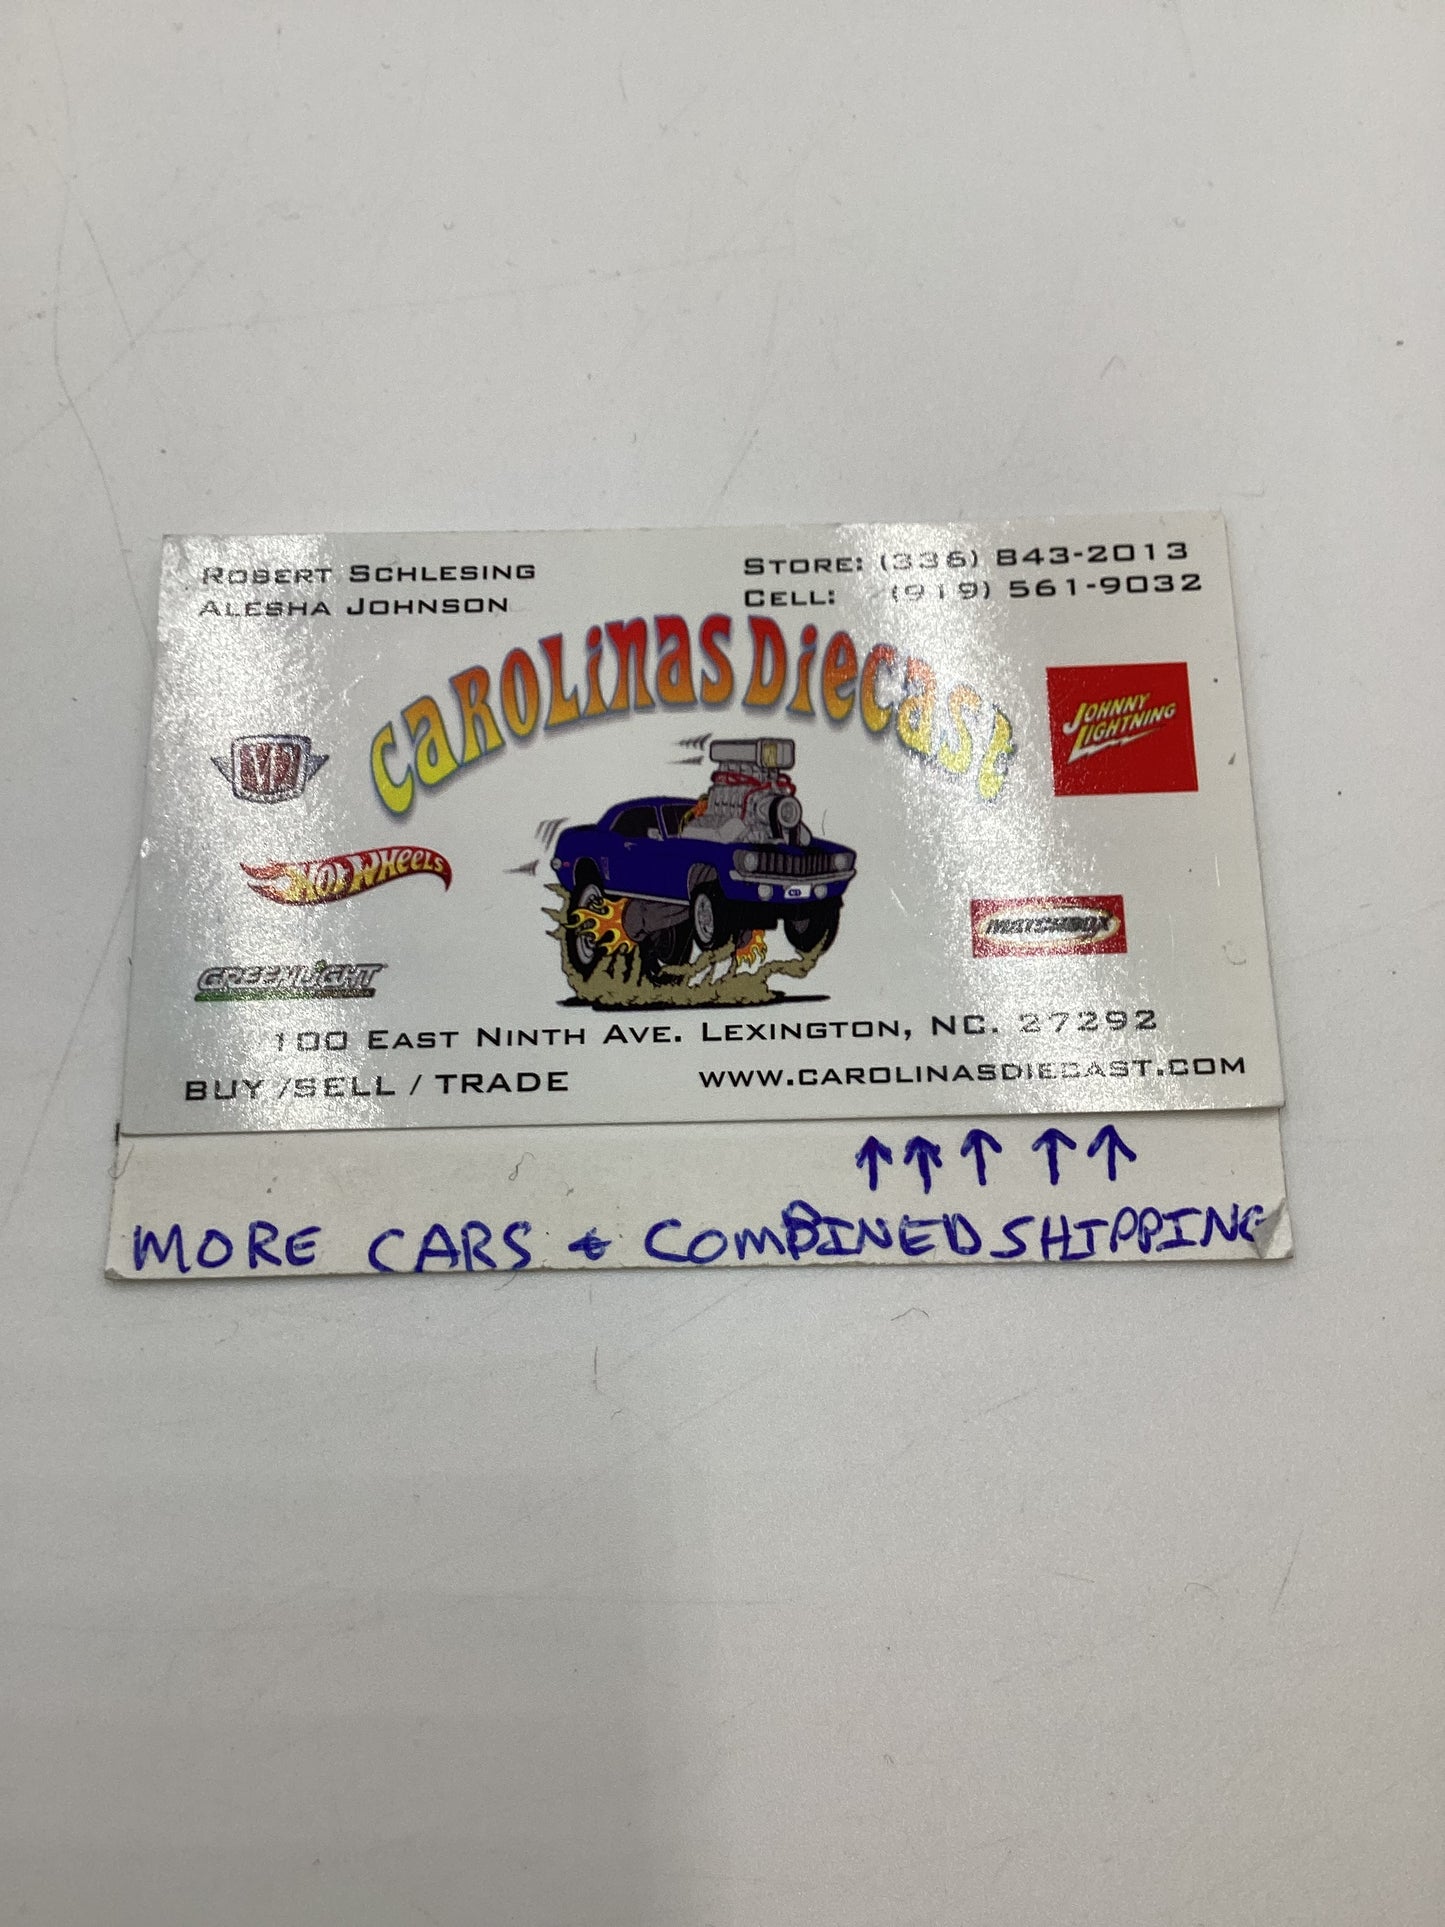 ROBERT SCHLESING
ALESHA JOHNSON
STORE: (336) 843-2013
CELL: (919) 561-9032
CAROLINAS DIECAST
M2
JOHNNY LIGHTNING
HOT WHEELS
CD
MATCHBOX
GREENLIGHT
100 EAST NINTH AVE. LEXINGTON, NC. 27292
BUY /SELL / TRADE
WWW.CAROLINASDIECAST.COM
↑ ↑ ↑ ↑ ↑
MORE CARS & COMBINED SHIPPING